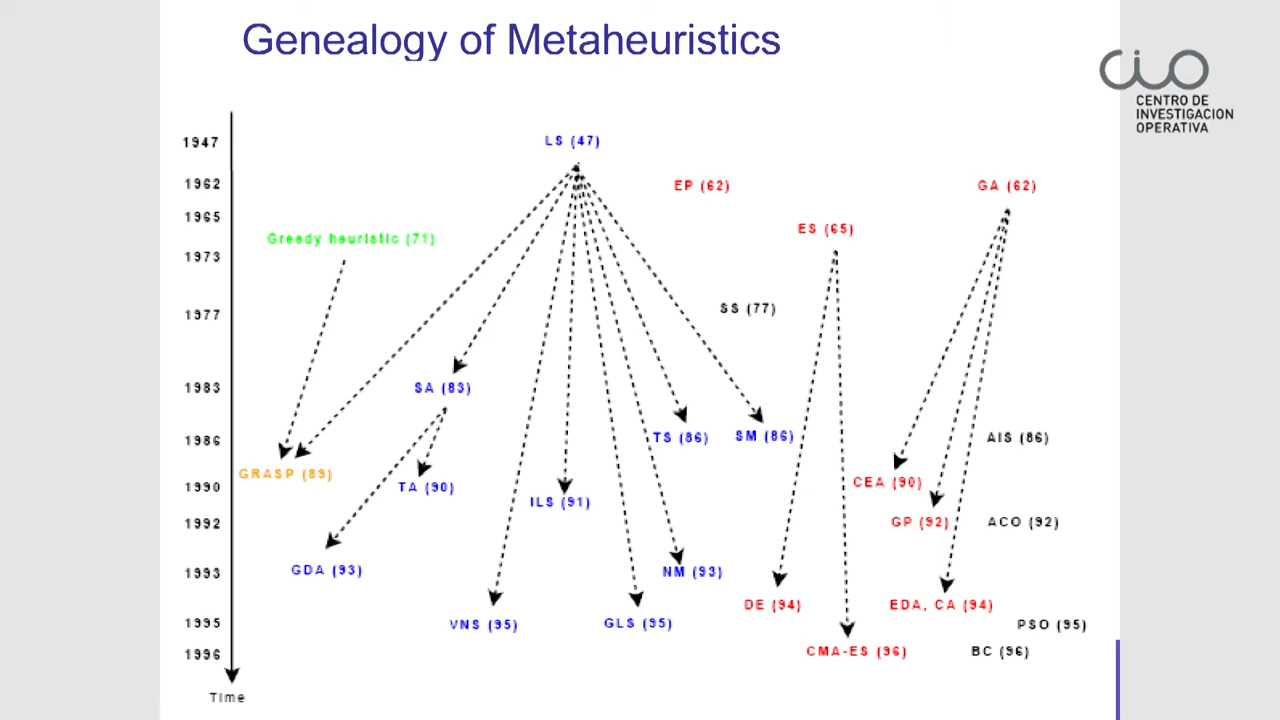 Genealogy of Metaheuristics
CIO
CENTRO DE
INVESTIGACION
OPERATIVA
1947
LS (47)
1962
EP (62)
GA (62)
1965
ES (65)
Greedy heuristic (71)
1973
SS (77)
1977
1983
SA (83)
1986
TS (86)
SM (86)
AIS (86)
GRASP (89)
1990
TA (90)
CEA (90)
ILS (91)
1992
GP (92)
ACO (92)
1993
GDA (93)
NM (93)
DE (94)
EDA, CA (94)
1995
VNS (95)
GLS (95)
PSO (95)
1996
CMA-ES (96)
BC (96)
Time